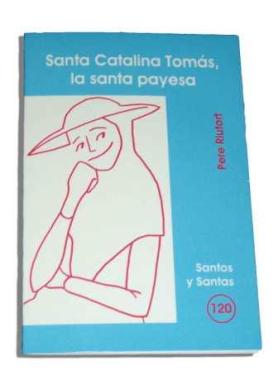 Santa Catalina Tomás,
la santa payesa
Pere Riutort
Santos
y Santas
120